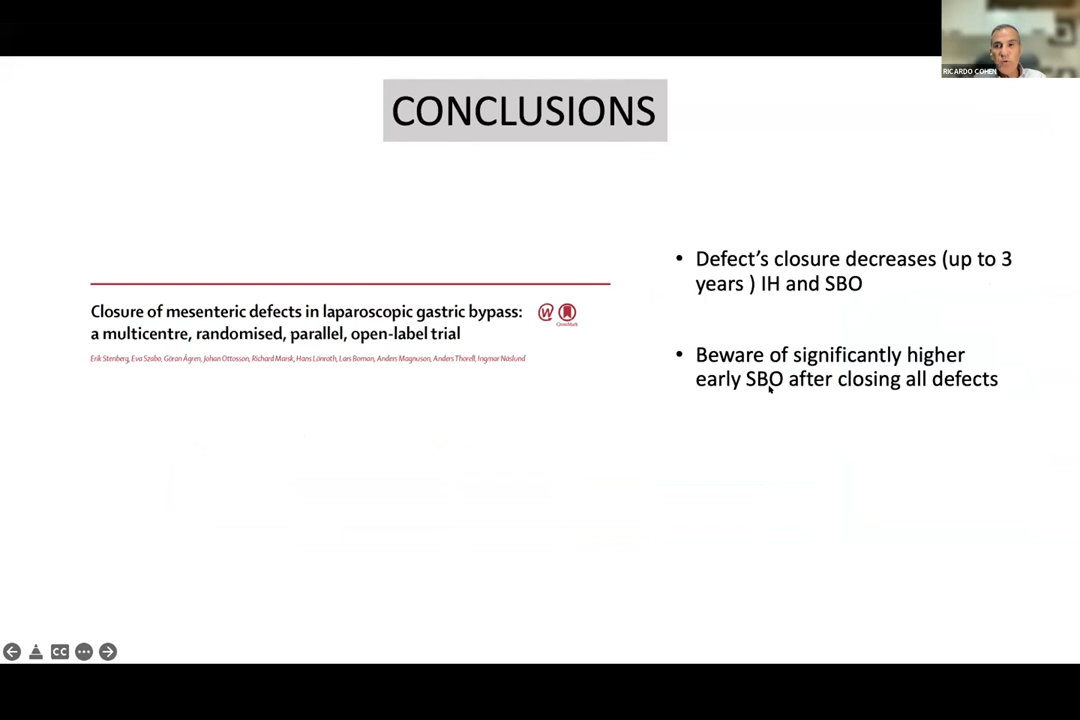 RICARDO COHEN
CONCLUSIONS
Closure of mesenteric defects in laparoscopic gastric bypass:
a multicentre, randomised, parallel, open-label trial
CrossMark
Erik Stenberg, Eva Szabo, Göran Ågren, Johan Ottosson, Richard Marsk, Hans Lönroth, Lars Boman, Anders Magnuson, Anders Thorell, Ingmar Näslund
• Defect's closure decreases (up to 3
years ) IH and SBO
• Beware of significantly higher
early SBO after closing all defects
CC